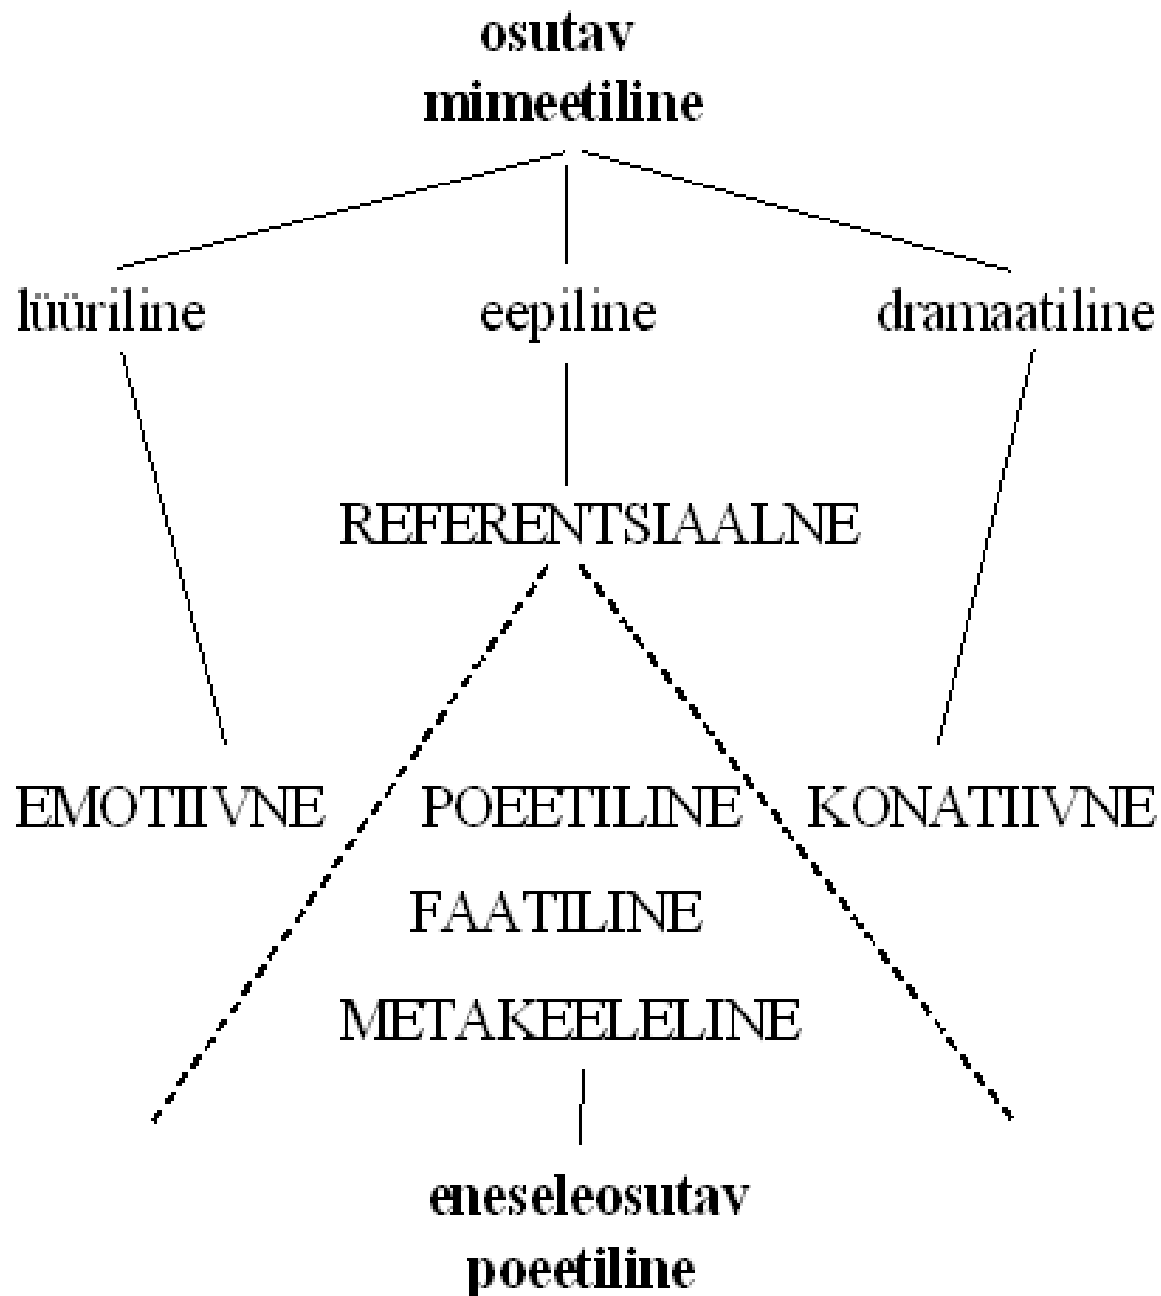 osutav
mimeetiline
lüüriline eepiline dramaatiline
REFERENTSIAALNE
EMOTIIVNE POEETILINE KONATIIVNE
FAATILINE
METAKEELELINE
eneseleosutav
poeetiline